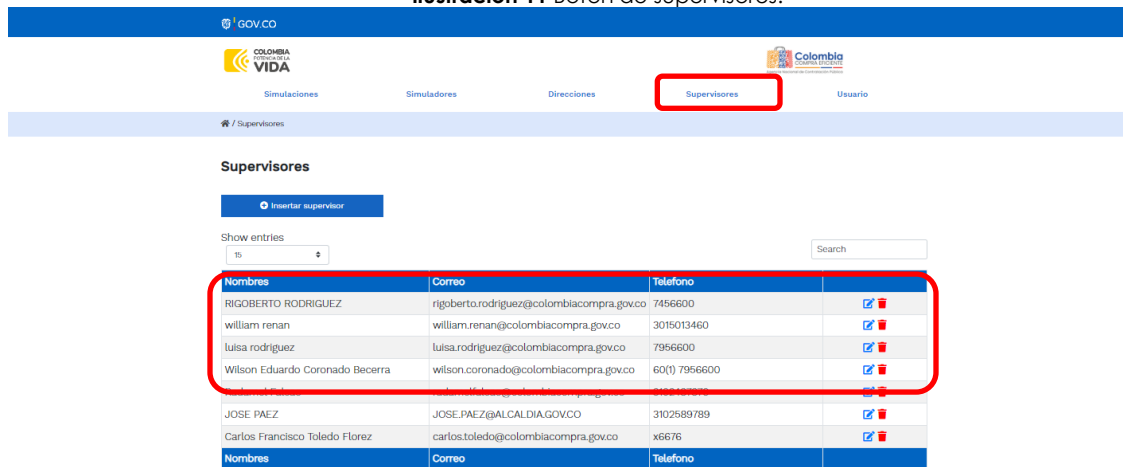 Botón de supervisores.
GOV.CO
COLOMBIA
POTENCIA DE LA
VIDA
Colombia
COMPRA EFICIENTE
Simulaciones Simuladores Direcciones Supervisores Usuario
/ Supervisores
Supervisores
Insertar supervisor
Show entries
15
Search
Nombres Correo Telefono
RIGOBERTO RODRIGUEZ rigoberto.rodriguez@colombiacompra.gov.co 7456600
william renan william.renan@colombiacompra.gov.co 3015013460
luisa rodriguez luisa.rodriguez@colombiacompra.gov.co 7956600
Wilson Eduardo Coronado Becerra wilson.coronado@colombiacompra.gov.co 60(1) 7956600
JOSE PAEZ JOSE.PAEZ@ALCALDIA.GOV.CO 3102589789
Carlos Francisco Toledo Florez carlos.toledo@colombiacompra.gov.co x6676
Nombres Correo Telefono